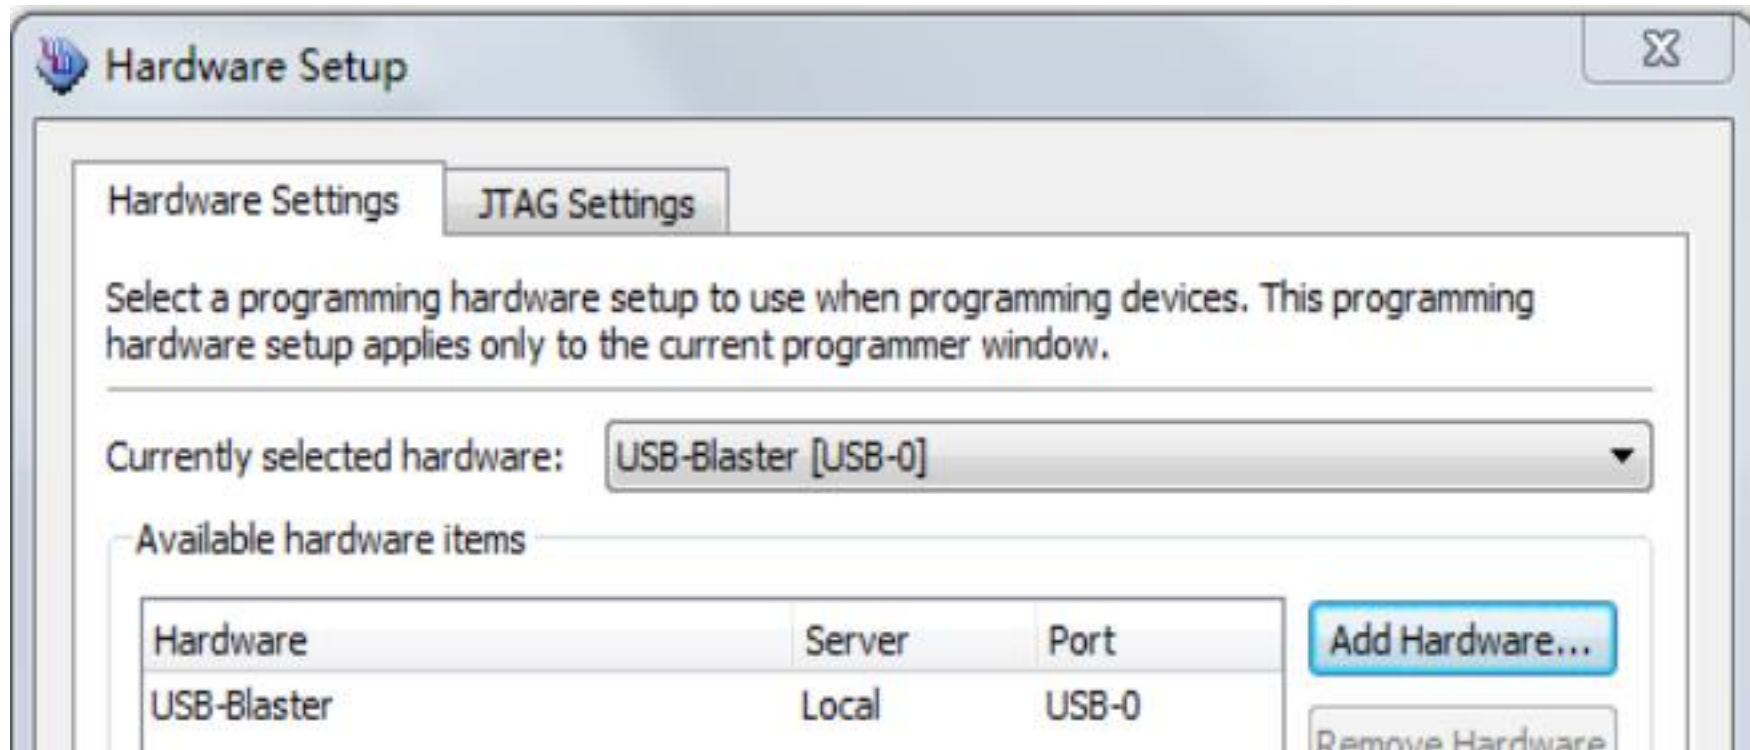 Hardware Setup
Hardware Settings
JTAG Settings
Select a programming hardware setup to use when programming devices. This programming
hardware setup applies only to the current programmer window.
Currently selected hardware: USB-Blaster [USB-0]
Available hardware items
Hardware Server Port
Add Hardware...
USB-Blaster Local USB-0
Remove Hardware